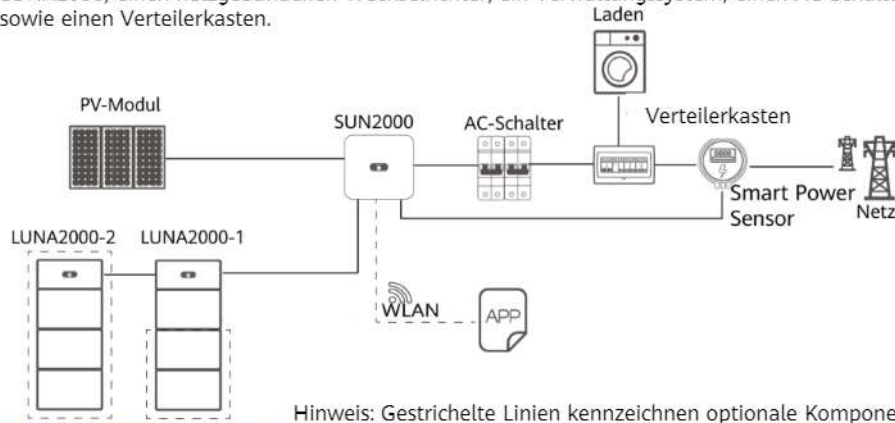 sowie einen Verteilerkasten.
Laden
PV-Modul
SUN2000
AC-Schalter
Verteilerkasten
Smart Power
Sensor
Netz
LUNA2000-2
LUNA2000-1
WLAN
APP
Hinweis: Gestrichelte Linien kennzeichnen optionale